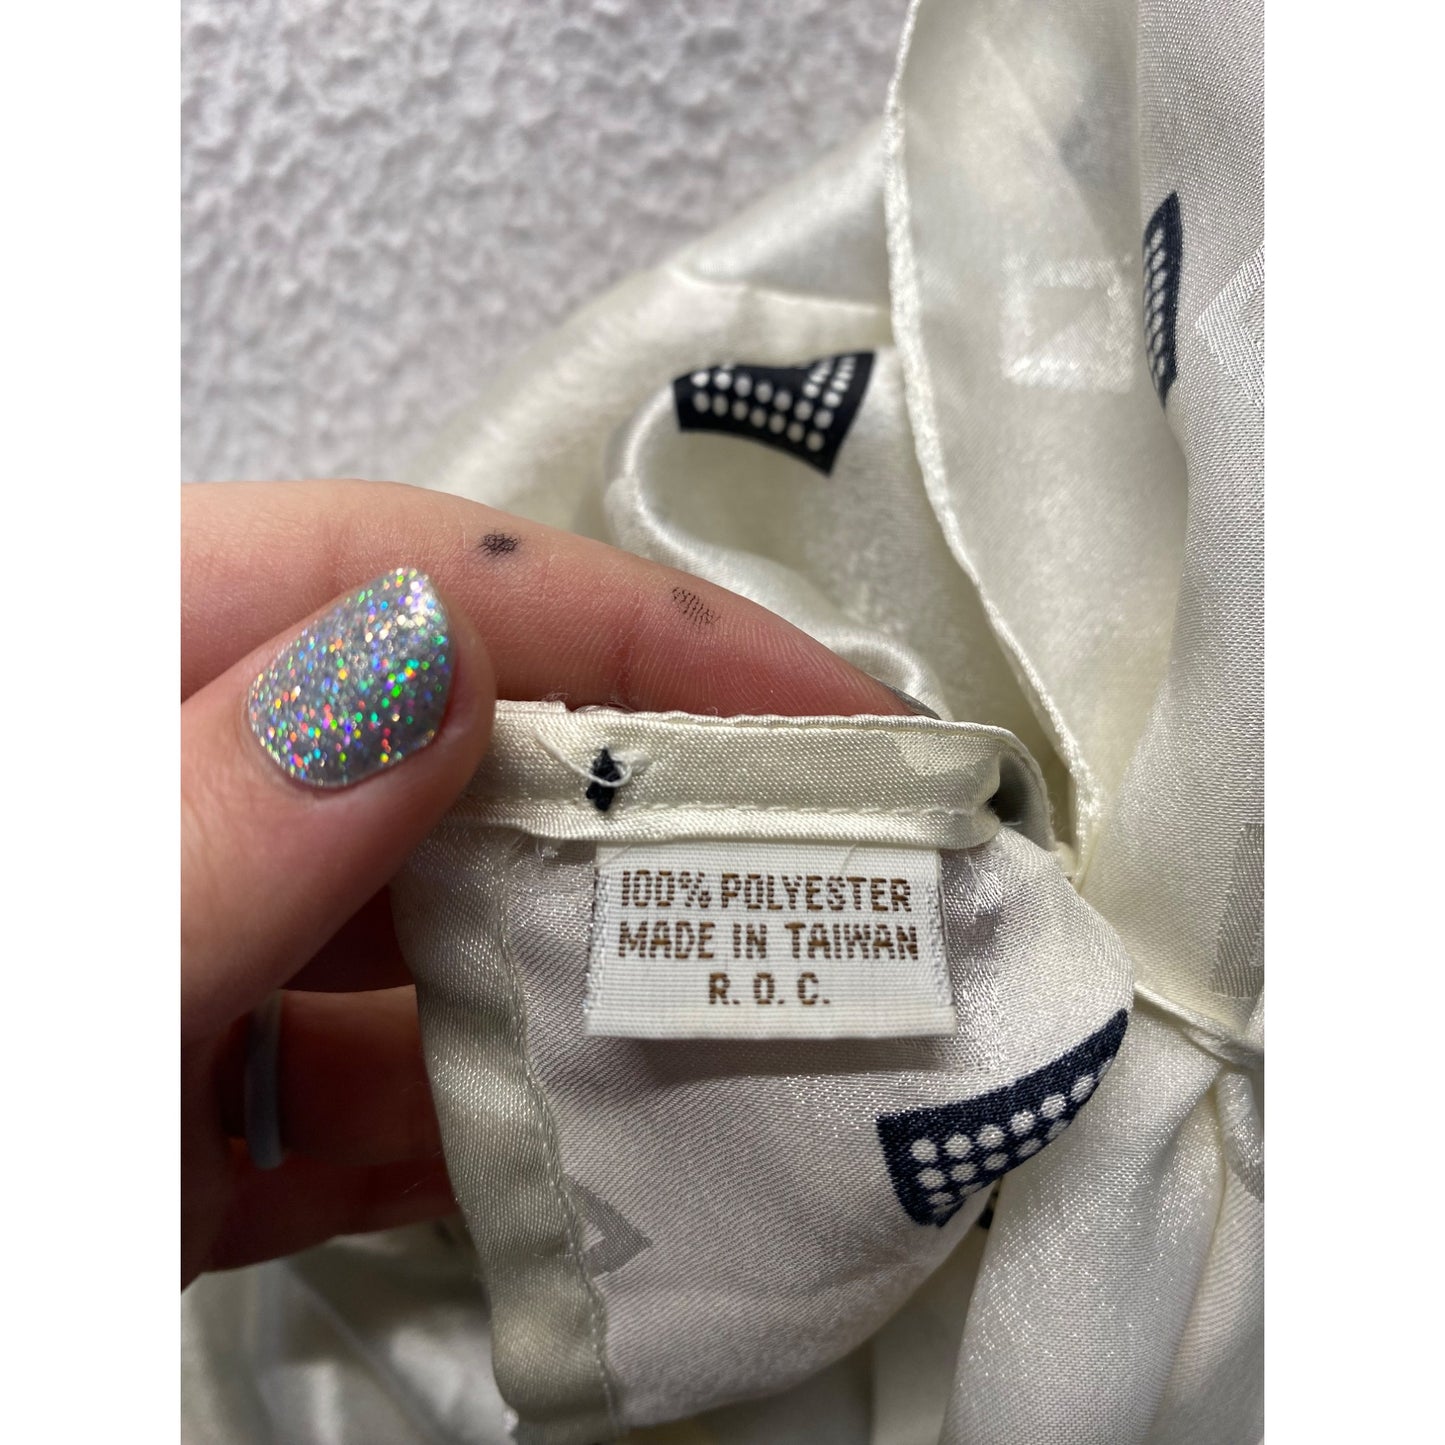 100% POLYESTER
MADE IN TAIWAN
R. O. C.